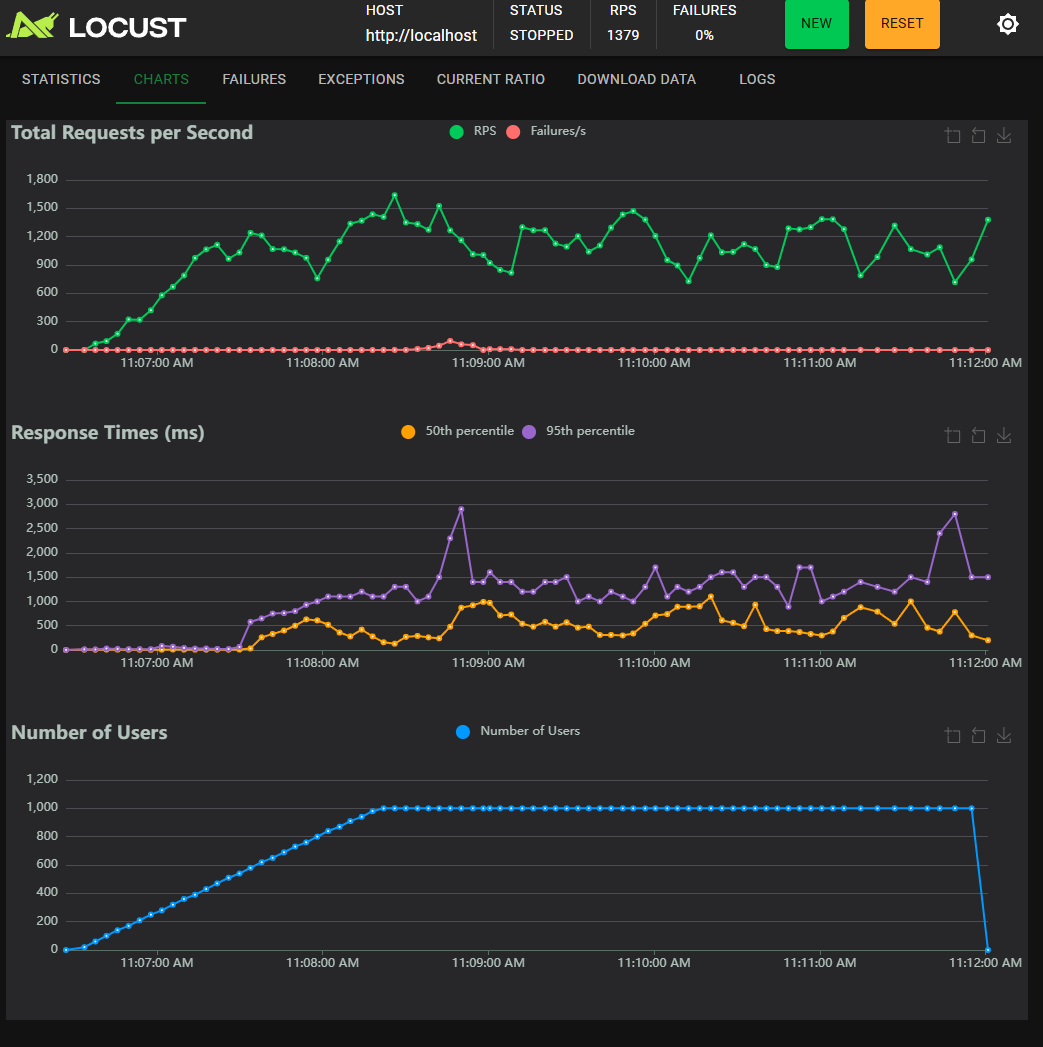 LOCUST
HOST
http://localhost
STATUS
STOPPED
RPS
1379
FAILURES
0%
NEW
RESET
STATISTICS CHARTS FAILURES EXCEPTIONS CURRENT RATIO DOWNLOAD DATA LOGS
Total Requests per Second
RPS Failures/s
1,800
1,500
1,200
900
600
300
0
11:07:00 AM 11:08:00 AM 11:09:00 AM 11:10:00 AM 11:11:00 AM 11:12:00 AM
Response Times (ms)
50th percentile 95th percentile
3,500
3,000
2,500
2,000
1,500
1,000
500
0
11:07:00 AM 11:08:00 AM 11:09:00 AM 11:10:00 AM 11:11:00 AM 11:12:00 AM
Number of Users
Number of Users
1,200
1,000
800
600
400
200
0
11:07:00 AM 11:08:00 AM 11:09:00 AM 11:10:00 AM 11:11:00 AM 11:12:00 AM